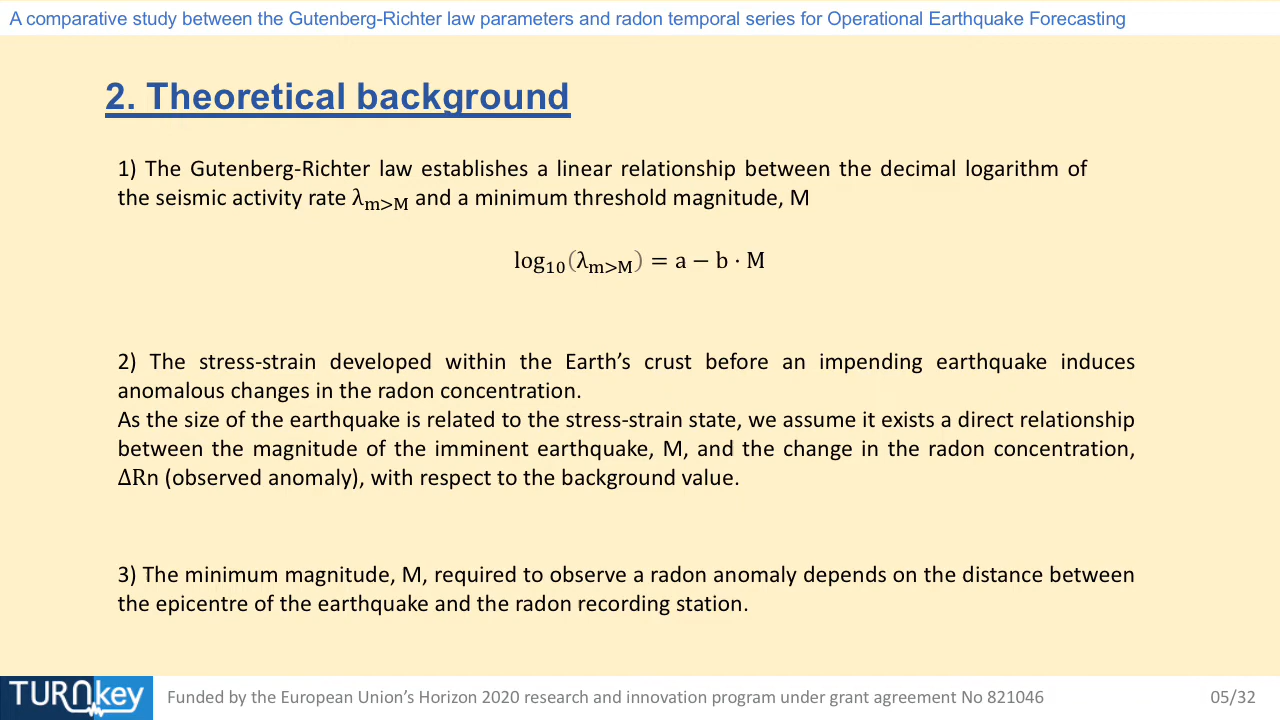 A comparative study between the Gutenberg-Richter law parameters and radon temporal series for Operational Earthquake Forecasting
2. Theoretical background
1) The Gutenberg-Richter law establishes a linear relationship between the decimal logarithm of
the seismic activity rate λm>M and a minimum threshold magnitude, M
log10(λm>M) = a − b · M
2) The stress-strain developed within the Earth’s crust before an impending earthquake induces
anomalous changes in the radon concentration.
As the size of the earthquake is related to the stress-strain state, we assume it exists a direct relationship
between the magnitude of the imminent earthquake, M, and the change in the radon concentration,
ΔRn (observed anomaly), with respect to the background value.
3) The minimum magnitude, M, required to observe a radon anomaly depends on the distance between
the epicentre of the earthquake and the radon recording station.
TURNkey
Funded by the European Union’s Horizon 2020 research and innovation program under grant agreement No 821046
05/32